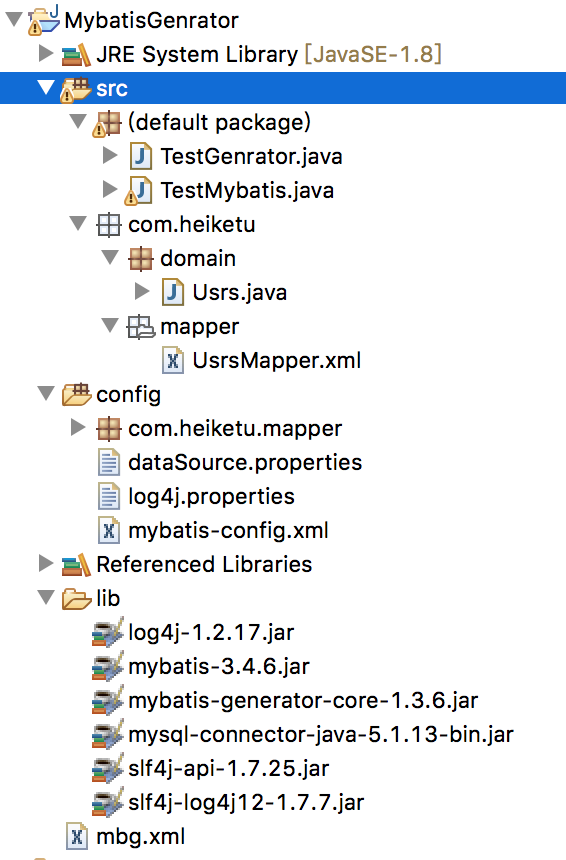 MybatisGenrator
JRE System Library [JavaSE-1.8]
src
(default package)
TestGenrator.java
TestMybatis.java
com.heiketu
domain
Usrs.java
mapper
UsrsMapper.xml
config
com.heiketu.mapper
dataSource.properties
log4j.properties
mybatis-config.xml
Referenced Libraries
lib
log4j-1.2.17.jar
mybatis-3.4.6.jar
mybatis-generator-core-1.3.6.jar
mysql-connector-java-5.1.13-bin.jar
slf4j-api-1.7.25.jar
slf4j-log4j12-1.7.7.jar
mbg.xml